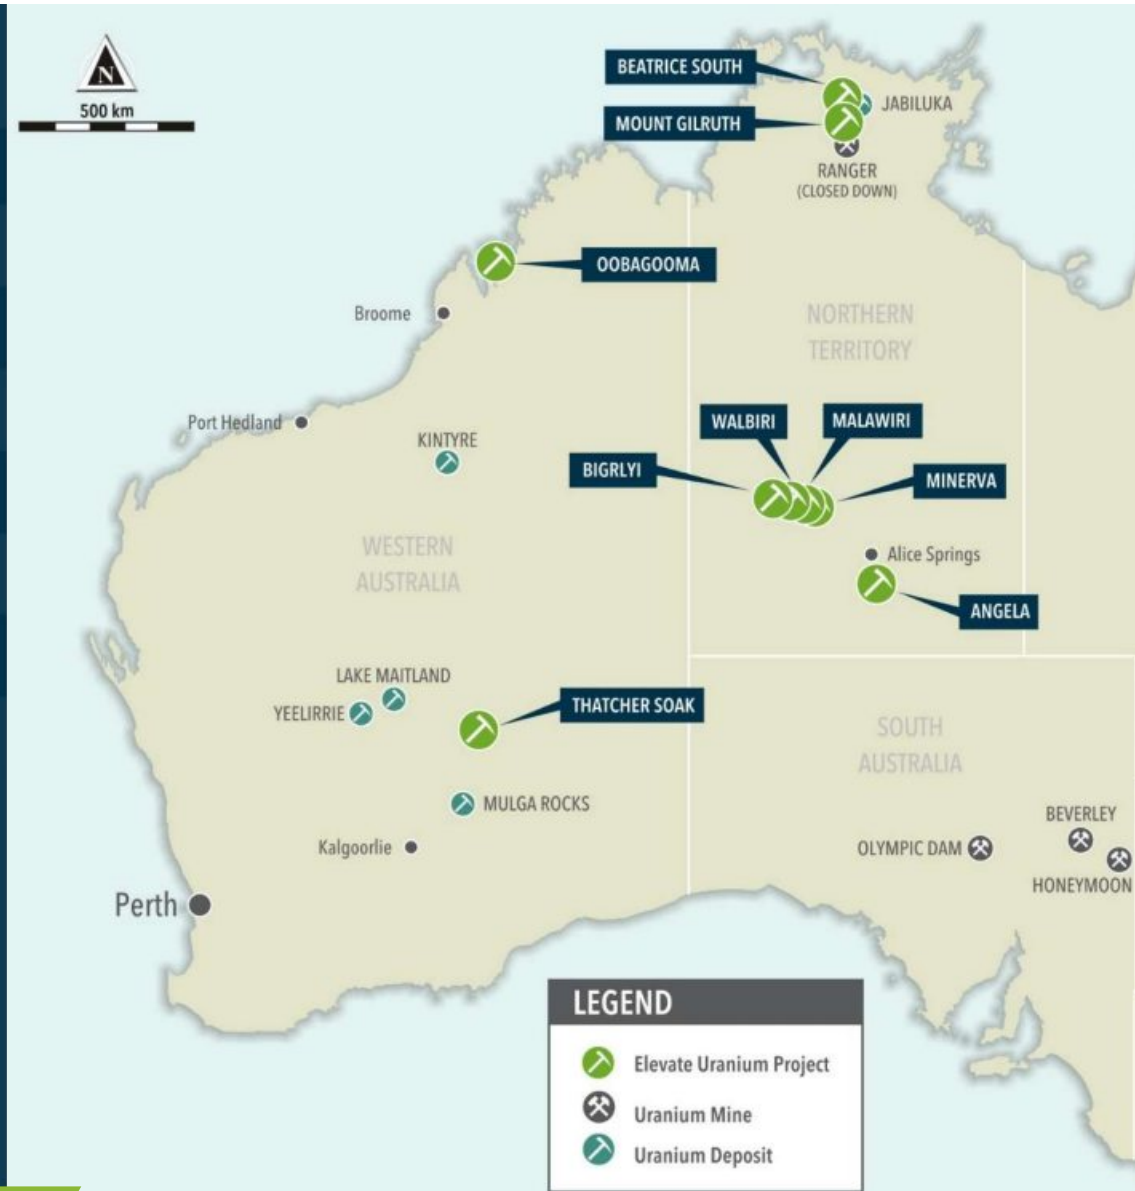 N
500 km
BEATRICE SOUTH
JABILUKA
MOUNT GILRUTH
RANGER
(CLOSED DOWN)
OOBAGOOMA
Broome
NORTHERN
TERRITORY
Port Hedland
KINTYRE
WALBIRI
MALAWIRI
BIGRLYI
MINERVA
WESTERN
AUSTRALIA
Alice Springs
ANGELA
LAKE MAITLAND
YEELIRRIE
THATCHER SOAK
SOUTH
AUSTRALIA
MULGA ROCKS
BEVERLEY
Kalgoorlie
OLYMPIC DAM
HONEYMOON
Perth
LEGEND
Elevate Uranium Project
Uranium Mine
Uranium Deposit